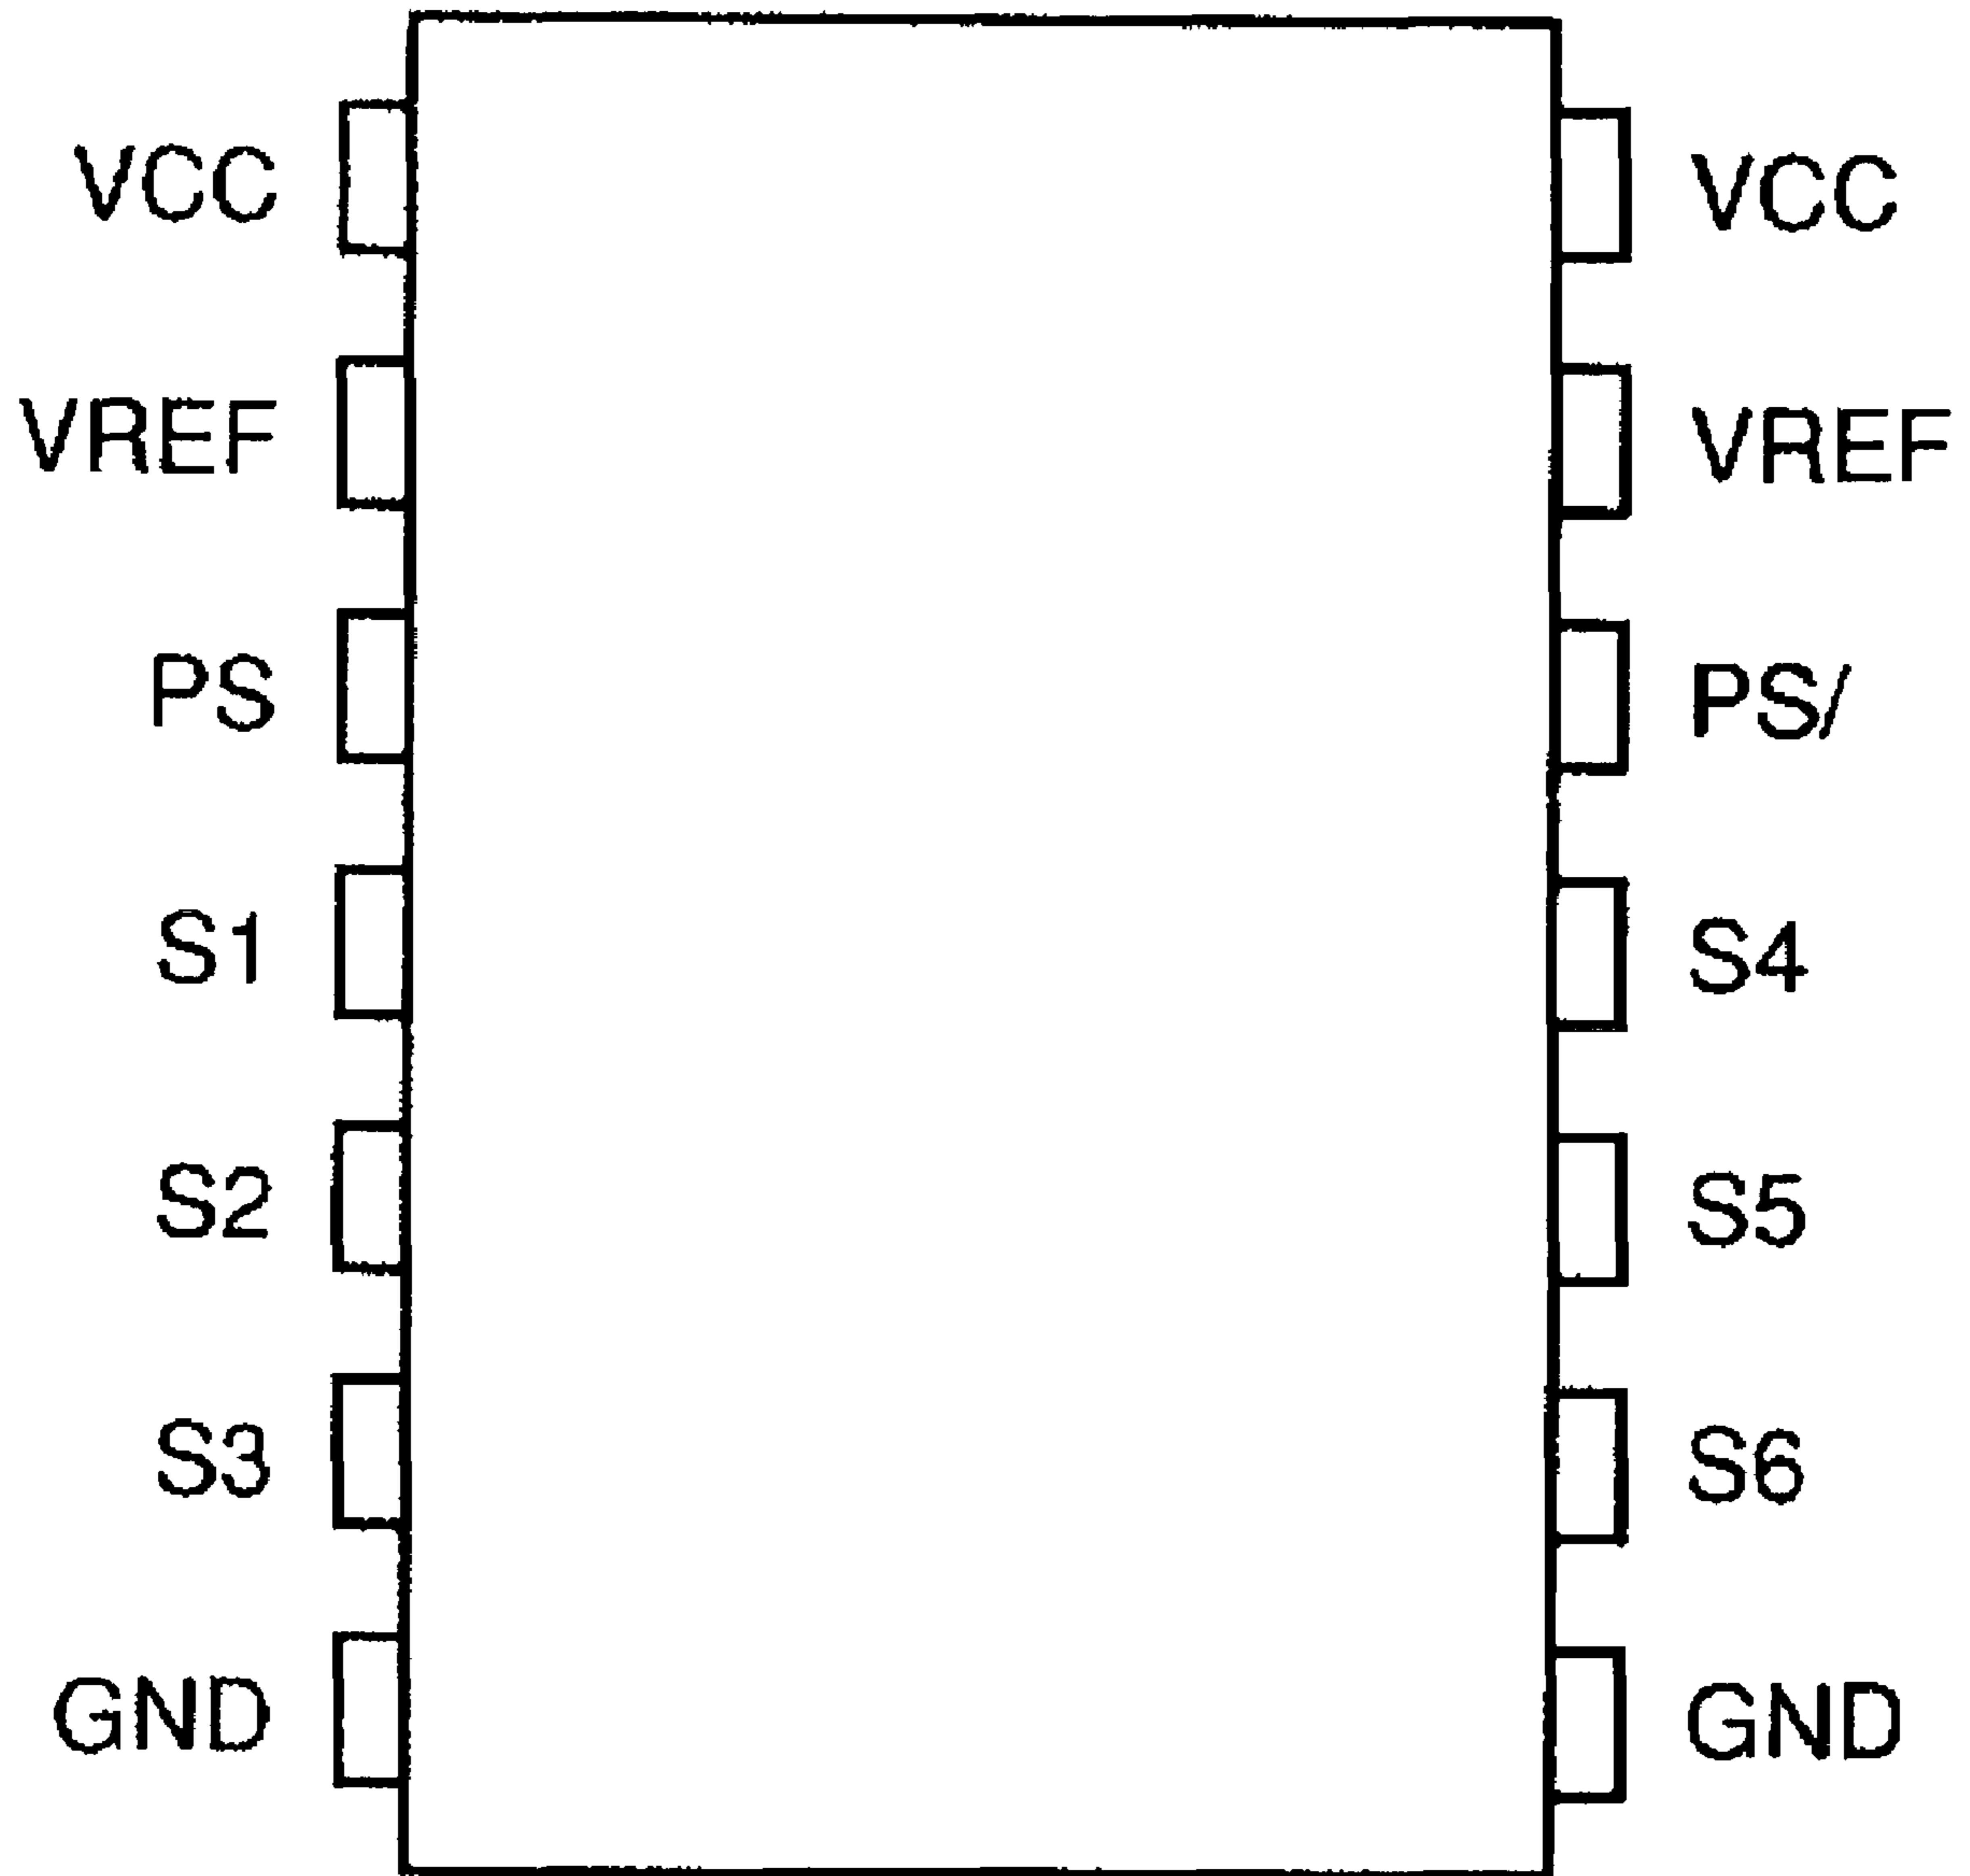 VCC VCC
VREF VREF
PS PS/
S1 S4
S2 S5
S3 S6
GND GND